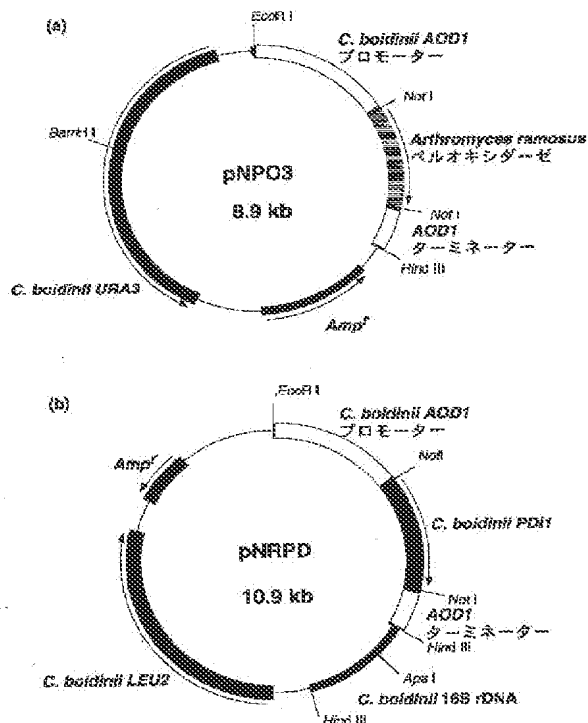 (a)
EcoR I
C. boidinii AOD1
プロモーター
Not I
BamH I
Arthromyces ramosus
ペルオキシダーゼ
pNPO3
8.9 kb
Not I
AOD1
ターミネーター
Hind III
C. boidinii URA3
Ampr
(b)
EcoR I
C. boidinii AOD1
プロモーター
Ampr
NotI
C. boidinii PDI1
pNRPD
10.9 kb
Not I
AOD1
ターミネーター
Hind III
Apa I
C. boidinii LEU2
C. boidinii 16S rDNA
Hind III